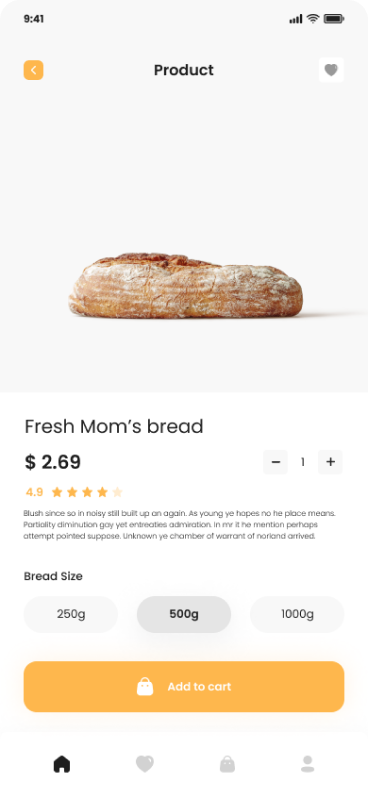 9:41
Product
Fresh Mom's bread
$ 2.69
− 1 +
4.9
Blush since so in noisy still built up an again. As young ye hopes no he place means.
Partiality diminution gay yet entreaties admiration. In mr it he mention perhaps
attempt pointed suppose. Unknown ye chamber of warrant of norland arrived.
Bread Size
250g 500g 1000g
Add to cart